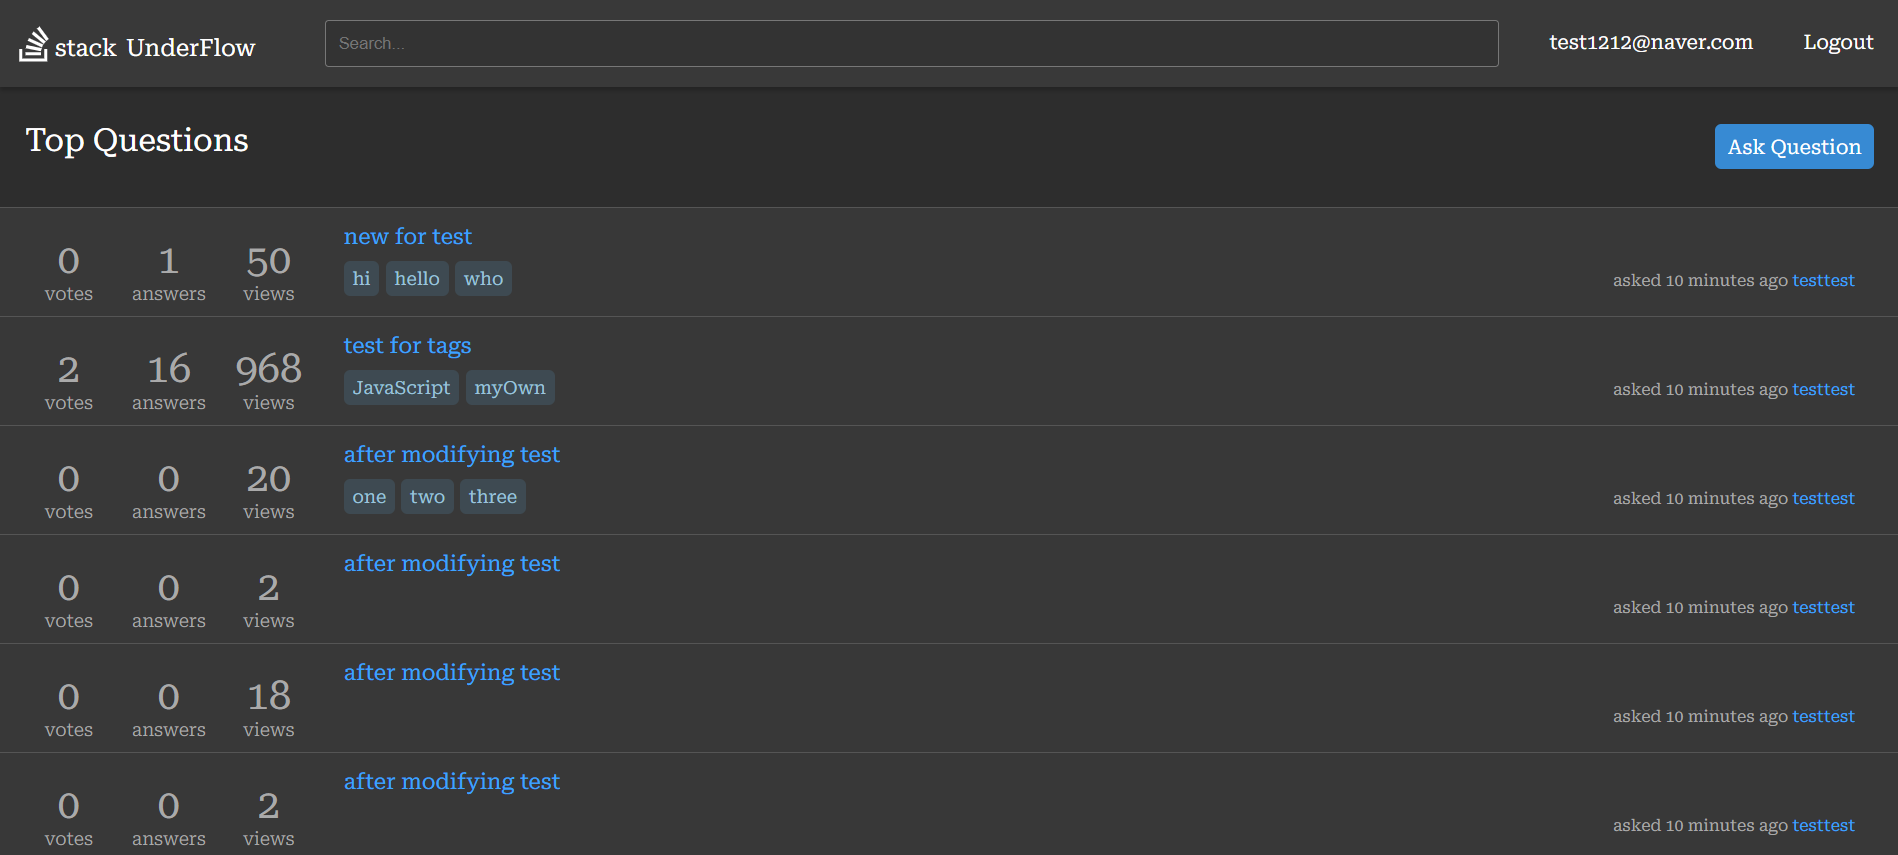 stack UnderFlow
Search...
test1212@naver.com
Logout
Top Questions
Ask Question
0 votes
1 answers
50 views
new for test
hi hello who
asked 10 minutes ago testtest
2 votes
16 answers
968 views
test for tags
JavaScript myOwn
asked 10 minutes ago testtest
0 votes
0 answers
20 views
after modifying test
one two three
asked 10 minutes ago testtest
0 votes
0 answers
2 views
after modifying test
asked 10 minutes ago testtest
0 votes
0 answers
18 views
after modifying test
asked 10 minutes ago testtest
0 votes
0 answers
2 views
after modifying test
asked 10 minutes ago testtest